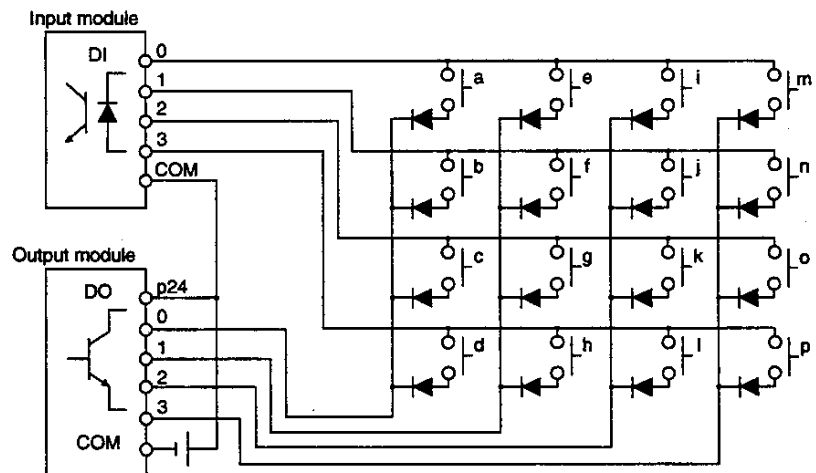 Input module
DI
0
1
2
3
COM
a e i m
b f j n
c g k o
d h l p
Output module
DO
p24
0
1
2
3
COM